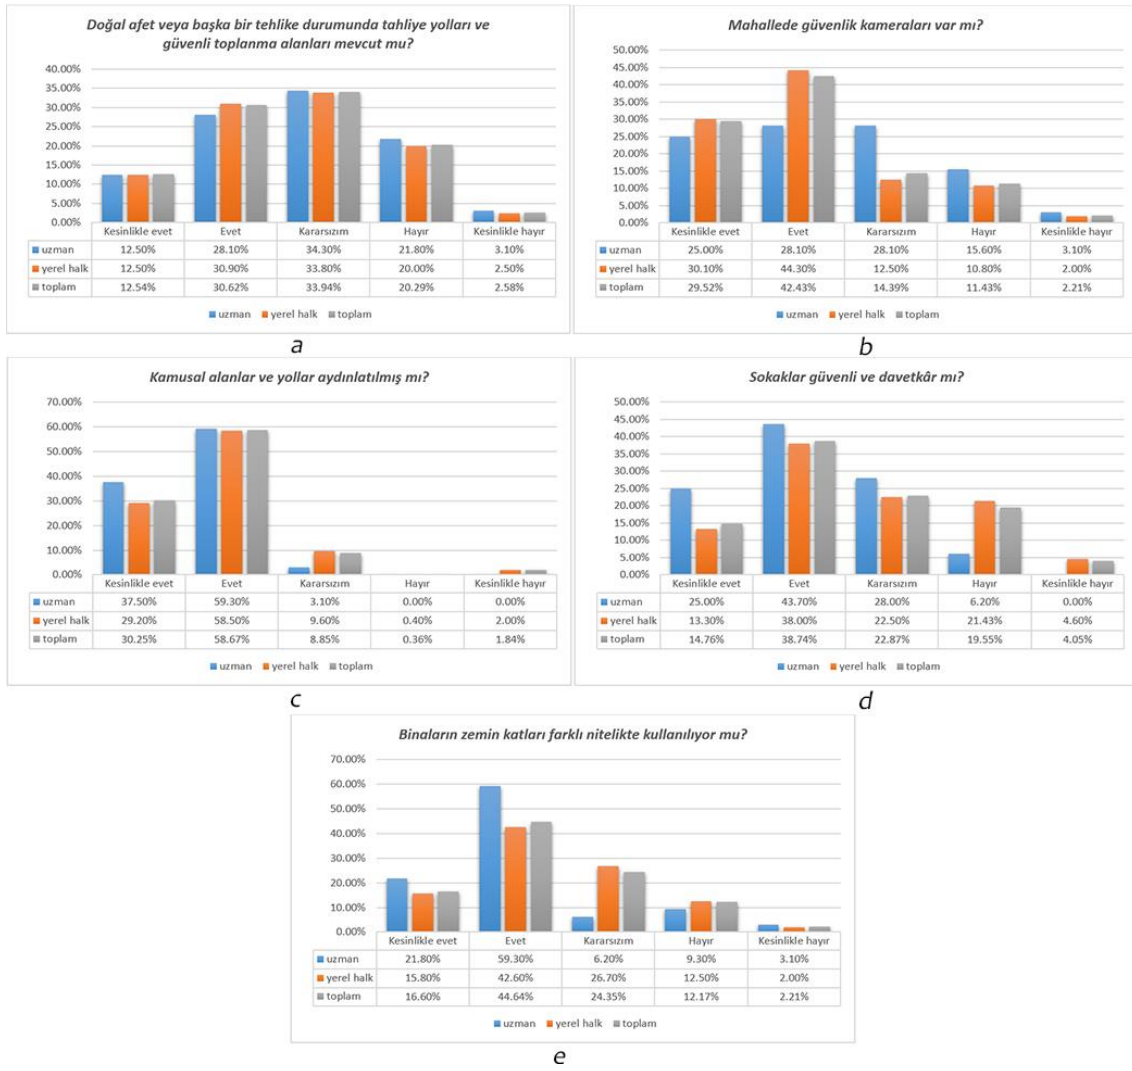 Doğal afet veya başka bir tehlike durumunda tahliye yolları ve
güvenli toplanma alanları mevcut mu?
40.00%
35.00%
30.00%
25.00%
20.00%
15.00%
10.00%
5.00%
0.00%
Kesinlikle evet Evet Kararsızım Hayır Kesinlikle hayır
uzman 12.50% 28.10% 34.30% 21.80% 3.10%
yerel halk 12.50% 30.90% 33.80% 20.00% 2.50%
toplam 12.54% 30.62% 33.94% 20.29% 2.58%
uzman yerel halk toplam
a
Mahallede güvenlik kameraları var mı?
50.00%
45.00%
40.00%
35.00%
30.00%
25.00%
20.00%
15.00%
10.00%
5.00%
0.00%
Kesinlikle evet Evet Kararsızım Hayır Kesinlikle hayır
uzman 25.00% 28.10% 28.10% 15.60% 3.10%
yerel halk 30.10% 44.30% 12.50% 10.80% 2.00%
toplam 29.52% 42.43% 14.39% 11.43% 2.21%
uzman yerel halk toplam
b
Kamusal alanlar ve yollar aydınlatılmış mı?
70.00%
60.00%
50.00%
40.00%
30.00%
20.00%
10.00%
0.00%
Kesinlikle evet Evet Kararsızım Hayır Kesinlikle hayır
uzman 37.50% 59.30% 3.10% 0.00% 0.00%
yerel halk 29.20% 58.50% 9.60% 0.40% 2.00%
toplam 30.25% 58.67% 8.85% 0.36% 1.84%
uzman yerel halk toplam
c
Sokaklar güvenli ve davetkâr mı?
50.00%
45.00%
40.00%
35.00%
30.00%
25.00%
20.00%
15.00%
10.00%
5.00%
0.00%
Kesinlikle evet Evet Kararsızım Hayır Kesinlikle hayır
uzman 25.00% 43.70% 28.00% 6.20% 0.00%
yerel halk 13.30% 38.00% 22.50% 21.43% 4.60%
toplam 14.76% 38.74% 22.87% 19.55% 4.05%
uzman yerel halk toplam
d
Binaların zemin katları farklı nitelikte kullanılıyor mu?
70.00%
60.00%
50.00%
40.00%
30.00%
20.00%
10.00%
0.00%
Kesinlikle evet Evet Kararsızım Hayır Kesinlikle hayır
uzman 21.80% 59.30% 6.20% 9.30% 3.10%
yerel halk 15.80% 42.60% 26.70% 12.50% 2.00%
toplam 16.60% 44.64% 24.35% 12.17% 2.21%
uzman yerel halk toplam
e